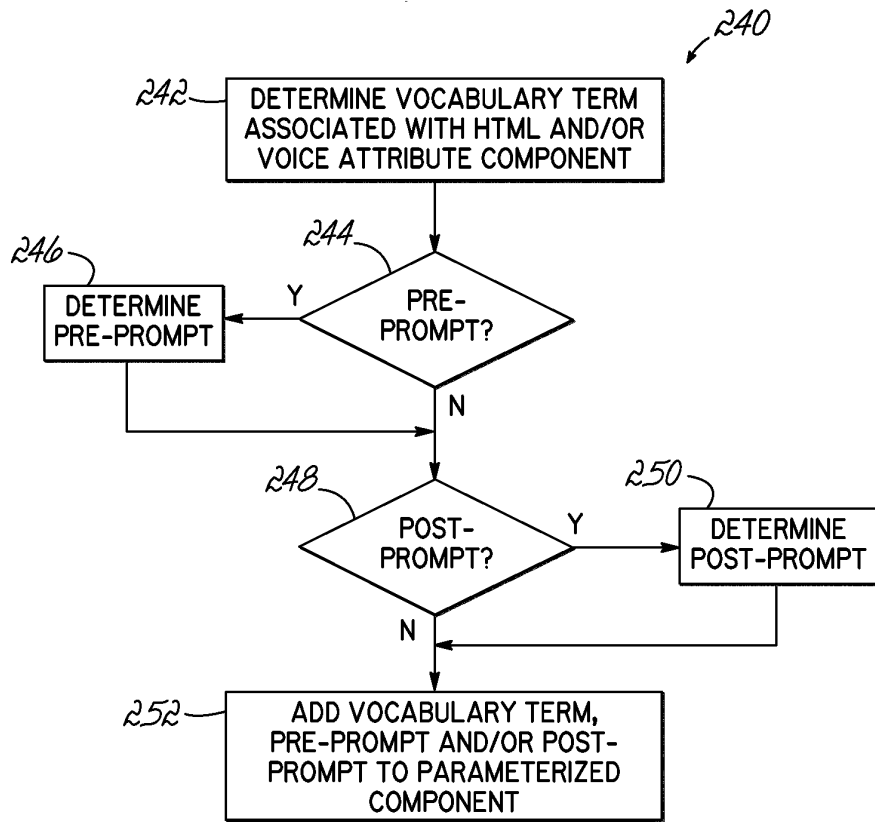 240
242
DETERMINE VOCABULARY TERM
ASSOCIATED WITH HTML AND/OR
VOICE ATTRIBUTE COMPONENT
244
246
PRE-
PROMPT?
Y
DETERMINE
PRE-PROMPT
N
248
250
POST-
PROMPT?
Y
DETERMINE
POST-PROMPT
N
252
ADD VOCABULARY TERM,
PRE-PROMPT AND/OR POST-
PROMPT TO PARAMETERIZED
COMPONENT